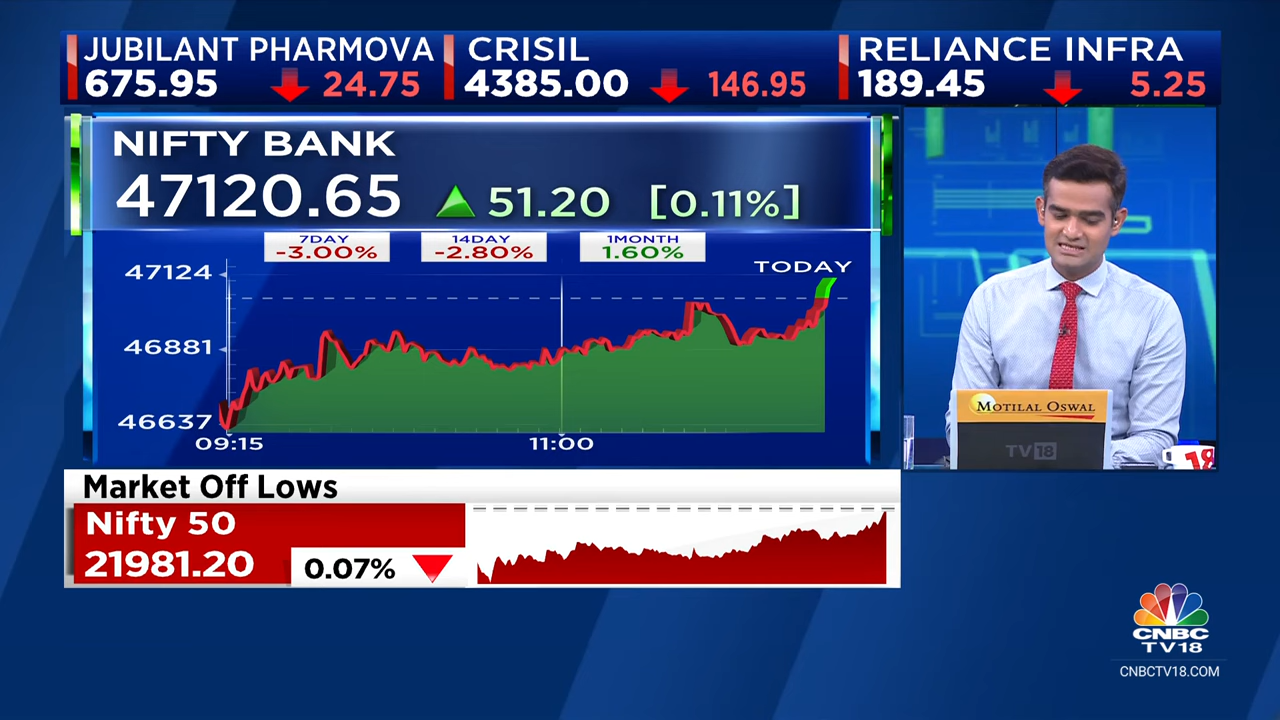 JUBILANT PHARMOVA
675.95 24.75
CRISIL
4385.00 146.95
RELIANCE INFRA
189.45 5.25
NIFTY BANK
47120.65 51.20 [0.11%]
7DAY
-3.00%
14DAY
-2.80%
1MONTH
1.60%
TODAY
47124
46881
46637
09:15 11:00
MOTILAL OSWAL
TV18
18
Market Off Lows
Nifty 50
21981.20 0.07%
CNBC
TV18
CNBCTV18.COM